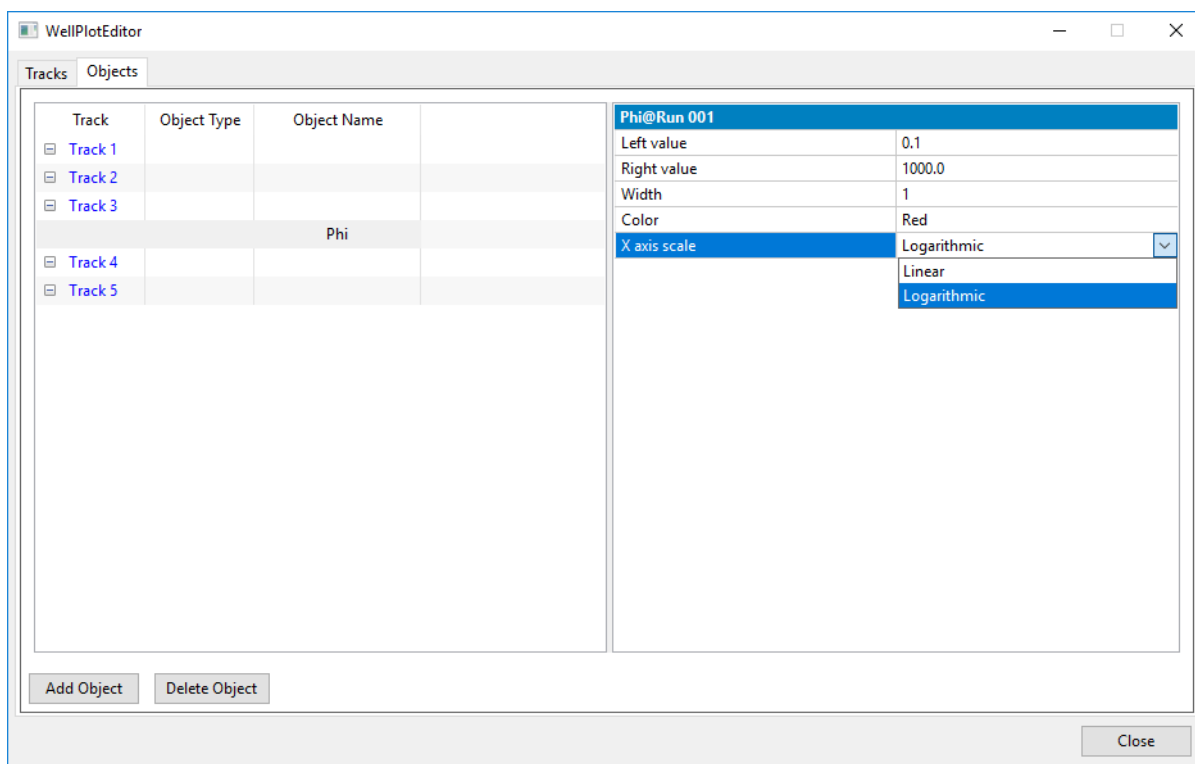 WellPlotEditor
Tracks Objects
Track Object Type Object Name
Track 1
Track 2
Track 3
Phi
Track 4
Track 5
Phi@Run 001
Left value 0.1
Right value 1000.0
Width 1
Color Red
X axis scale Logarithmic
Linear
Logarithmic
Add Object Delete Object
Close